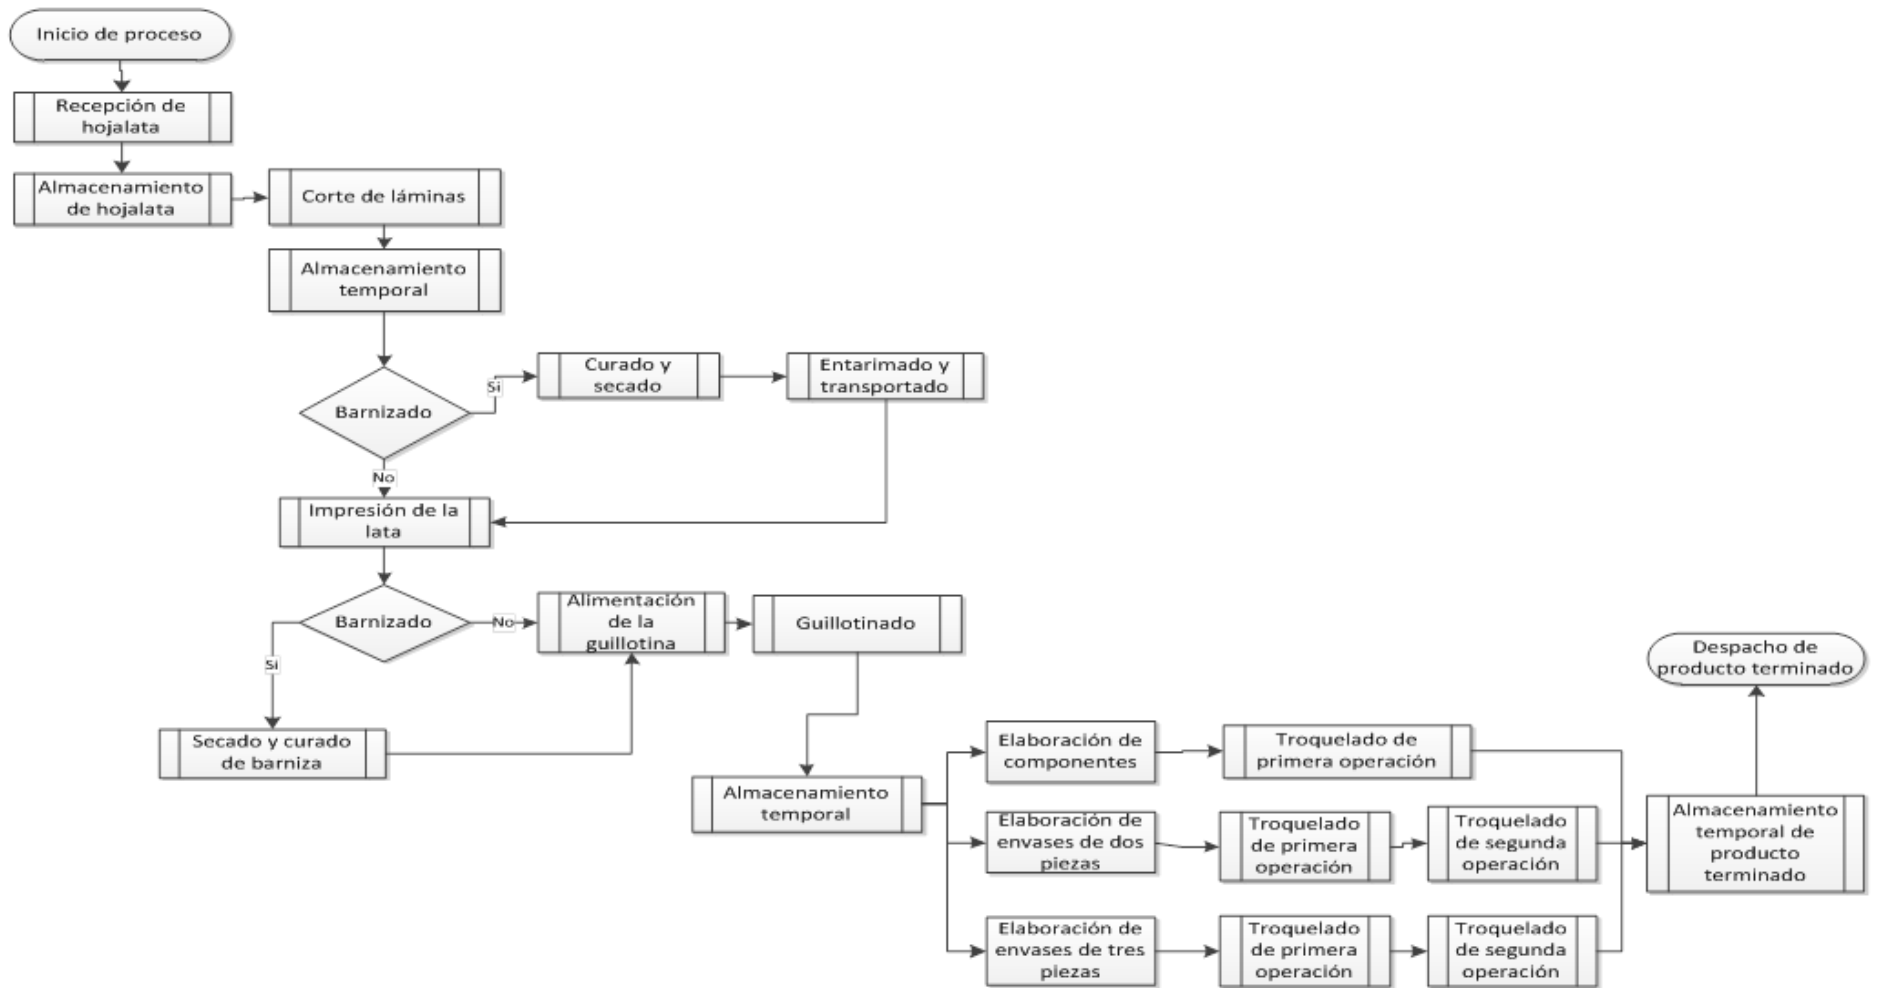 Inicio de proceso
Recepción de
hojalata
Almacenamiento
de hojalata
Corte de láminas
Almacenamiento
temporal
Barnizado
Si
Curado y
secado
Entarimado y
transportado
No
Impresión de la
lata
Barnizado
No
Alimentación
de la
guillotina
Guillotinado
Si
Secado y curado
de barniza
Almacenamiento
temporal
Elaboración de
componentes
Troquelado de
primera operación
Elaboración de
envases de dos
piezas
Troquelado
de primera
operación
Troquelado
de segunda
operación
Elaboración de
envases de tres
piezas
Troquelado
de primera
operación
Troquelado
de segunda
operación
Almacenamiento
temporal de
producto
terminado
Despacho de
producto terminado